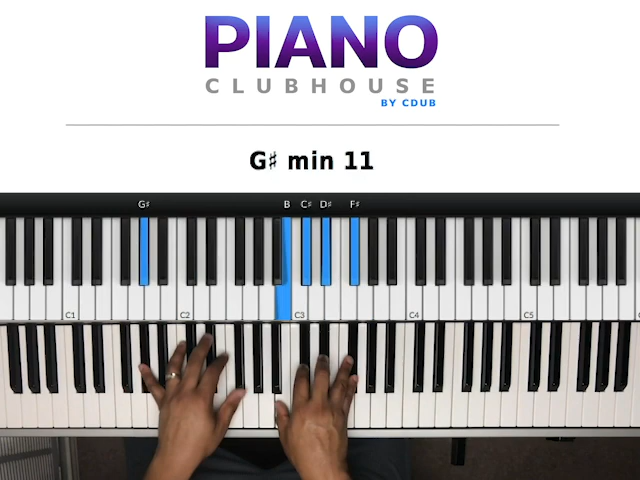 PIANO
CLUBHOUSE
BY CDUB
G♯ min 11
G♯ B C♯ D♯ F♯
C1 C2 C3 C4 C5